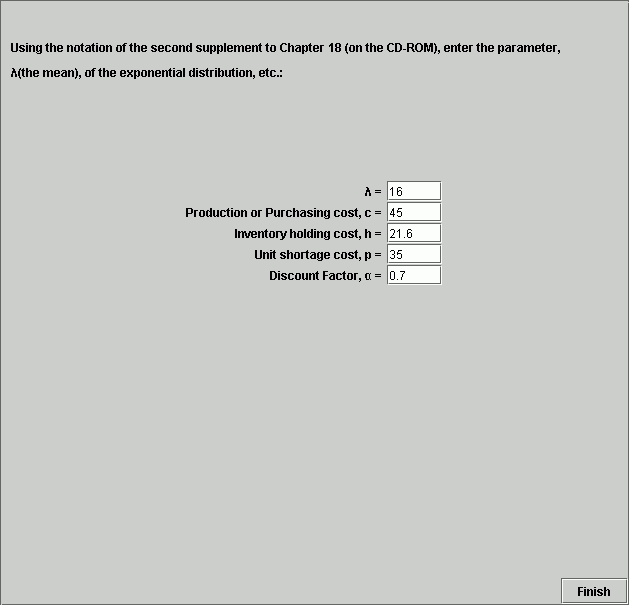 Using the notation of the second supplement to Chapter 18 (on the CD-ROM), enter the parameter,
λ(the mean), of the exponential distribution, etc.:
λ = 16
Production or Purchasing cost, c = 45
Inventory holding cost, h = 21.6
Unit shortage cost, p = 35
Discount Factor, α = 0.7
Finish